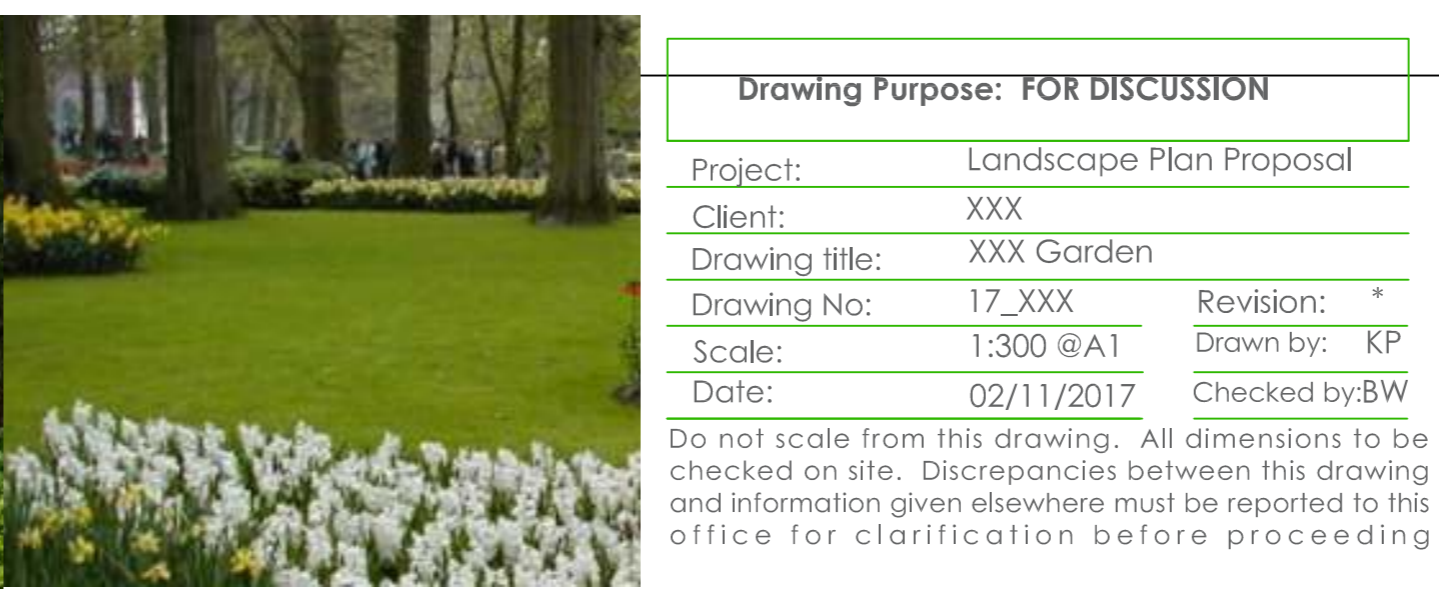 Drawing Purpose: FOR DISCUSSION
Project: Landscape Plan Proposal
Client: XXX
Drawing title: XXX Garden
Drawing No: 17_XXX Revision: *
Scale: 1:300 @A1 Drawn by: KP
Date: 02/11/2017 Checked by:BW
Do not scale from this drawing. All dimensions to be
checked on site. Discrepancies between this drawing
and information given elsewhere must be reported to this
office for clarification before proceeding